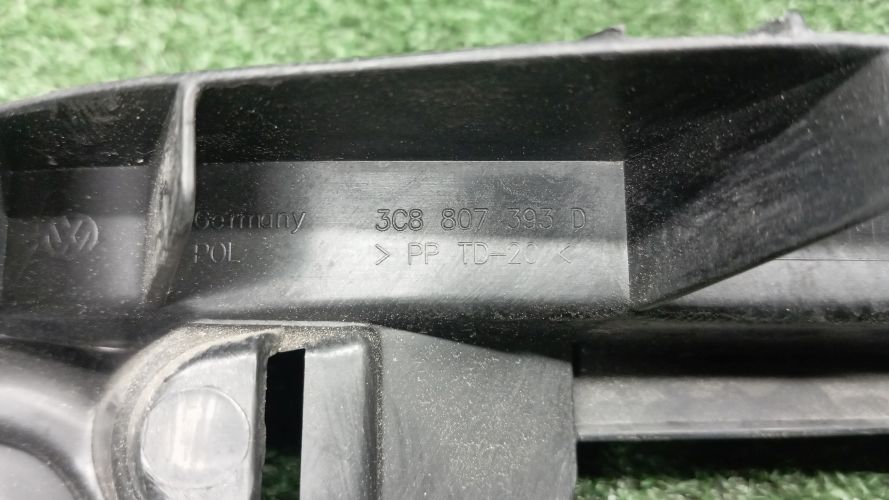 Germany 3C8 807 393 D
POL > PP TD-20 <